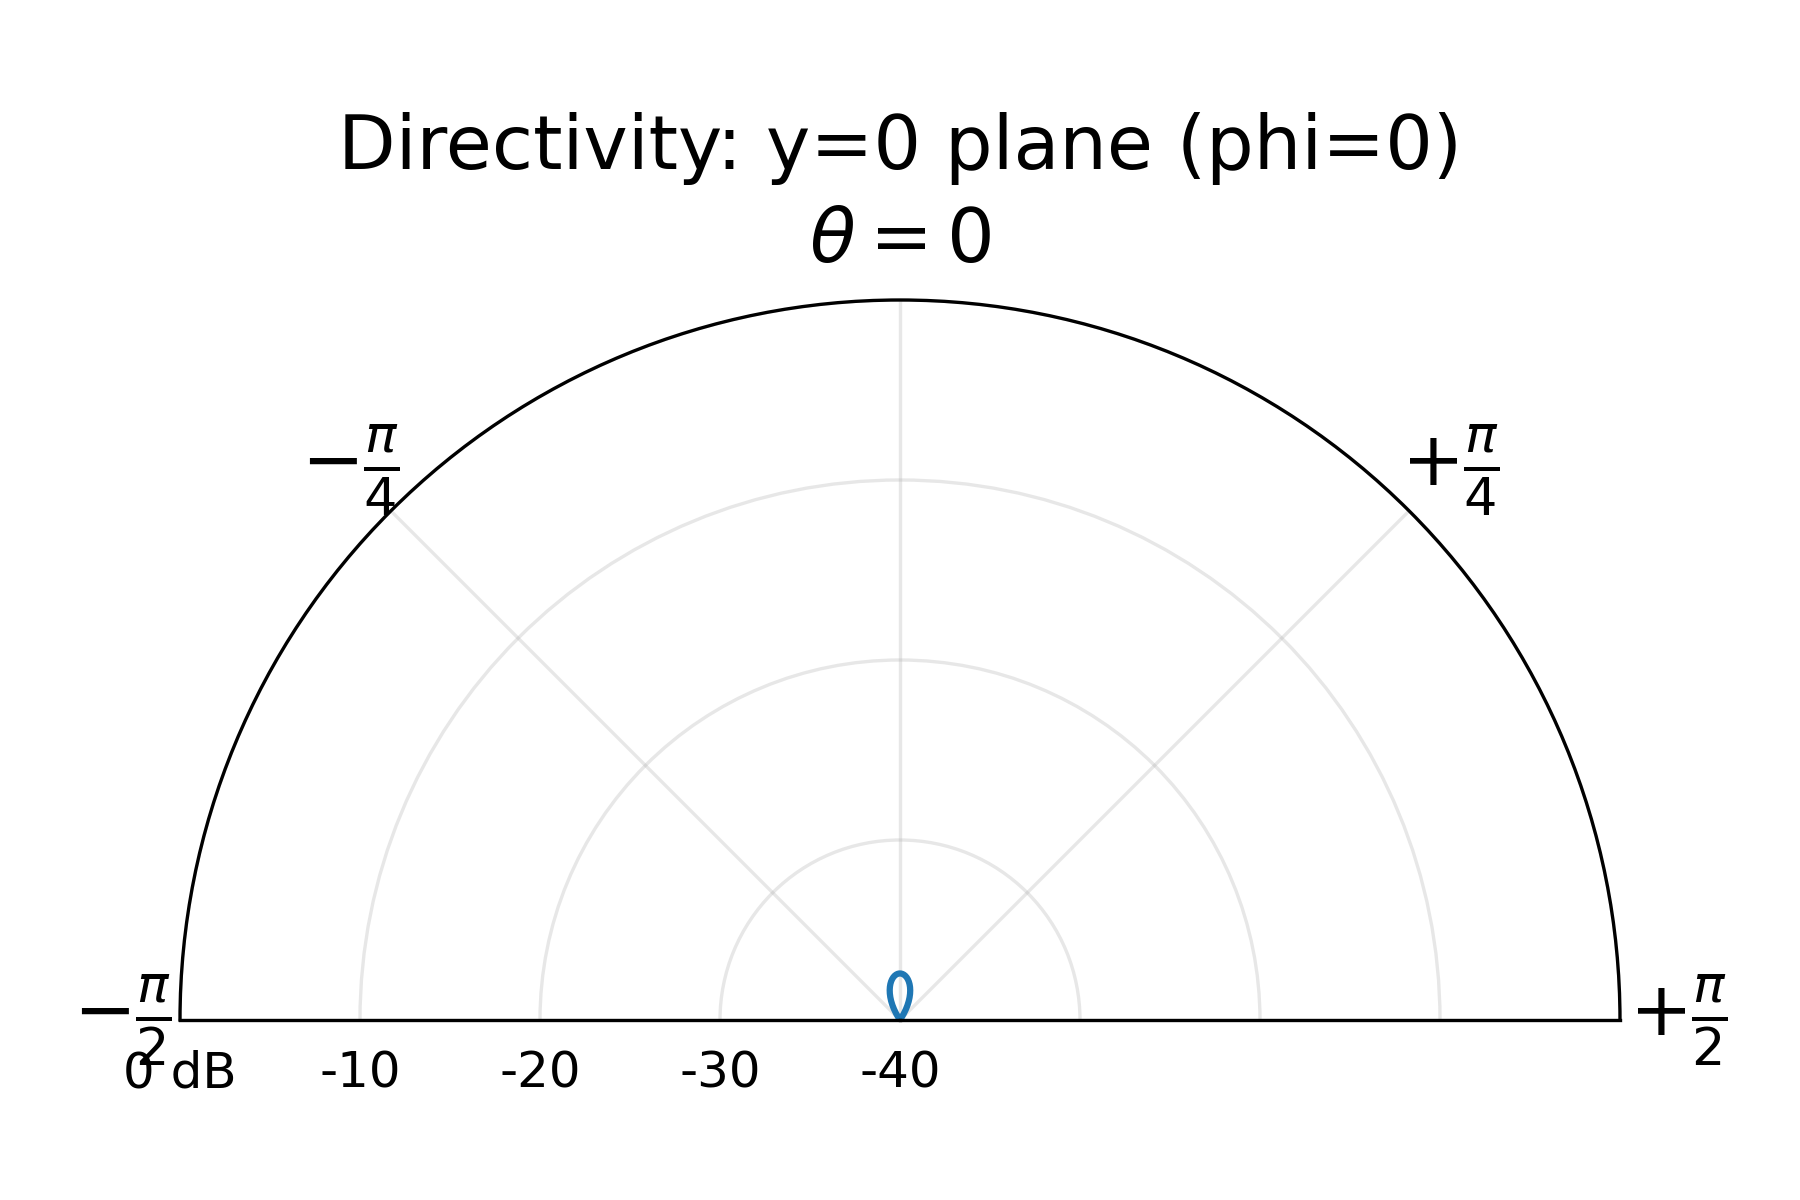 Directivity: y=0 plane (phi=0)
θ = 0
−π/4
+π/4
−π/2
+π/2
0 dB -10 -20 -30 -40